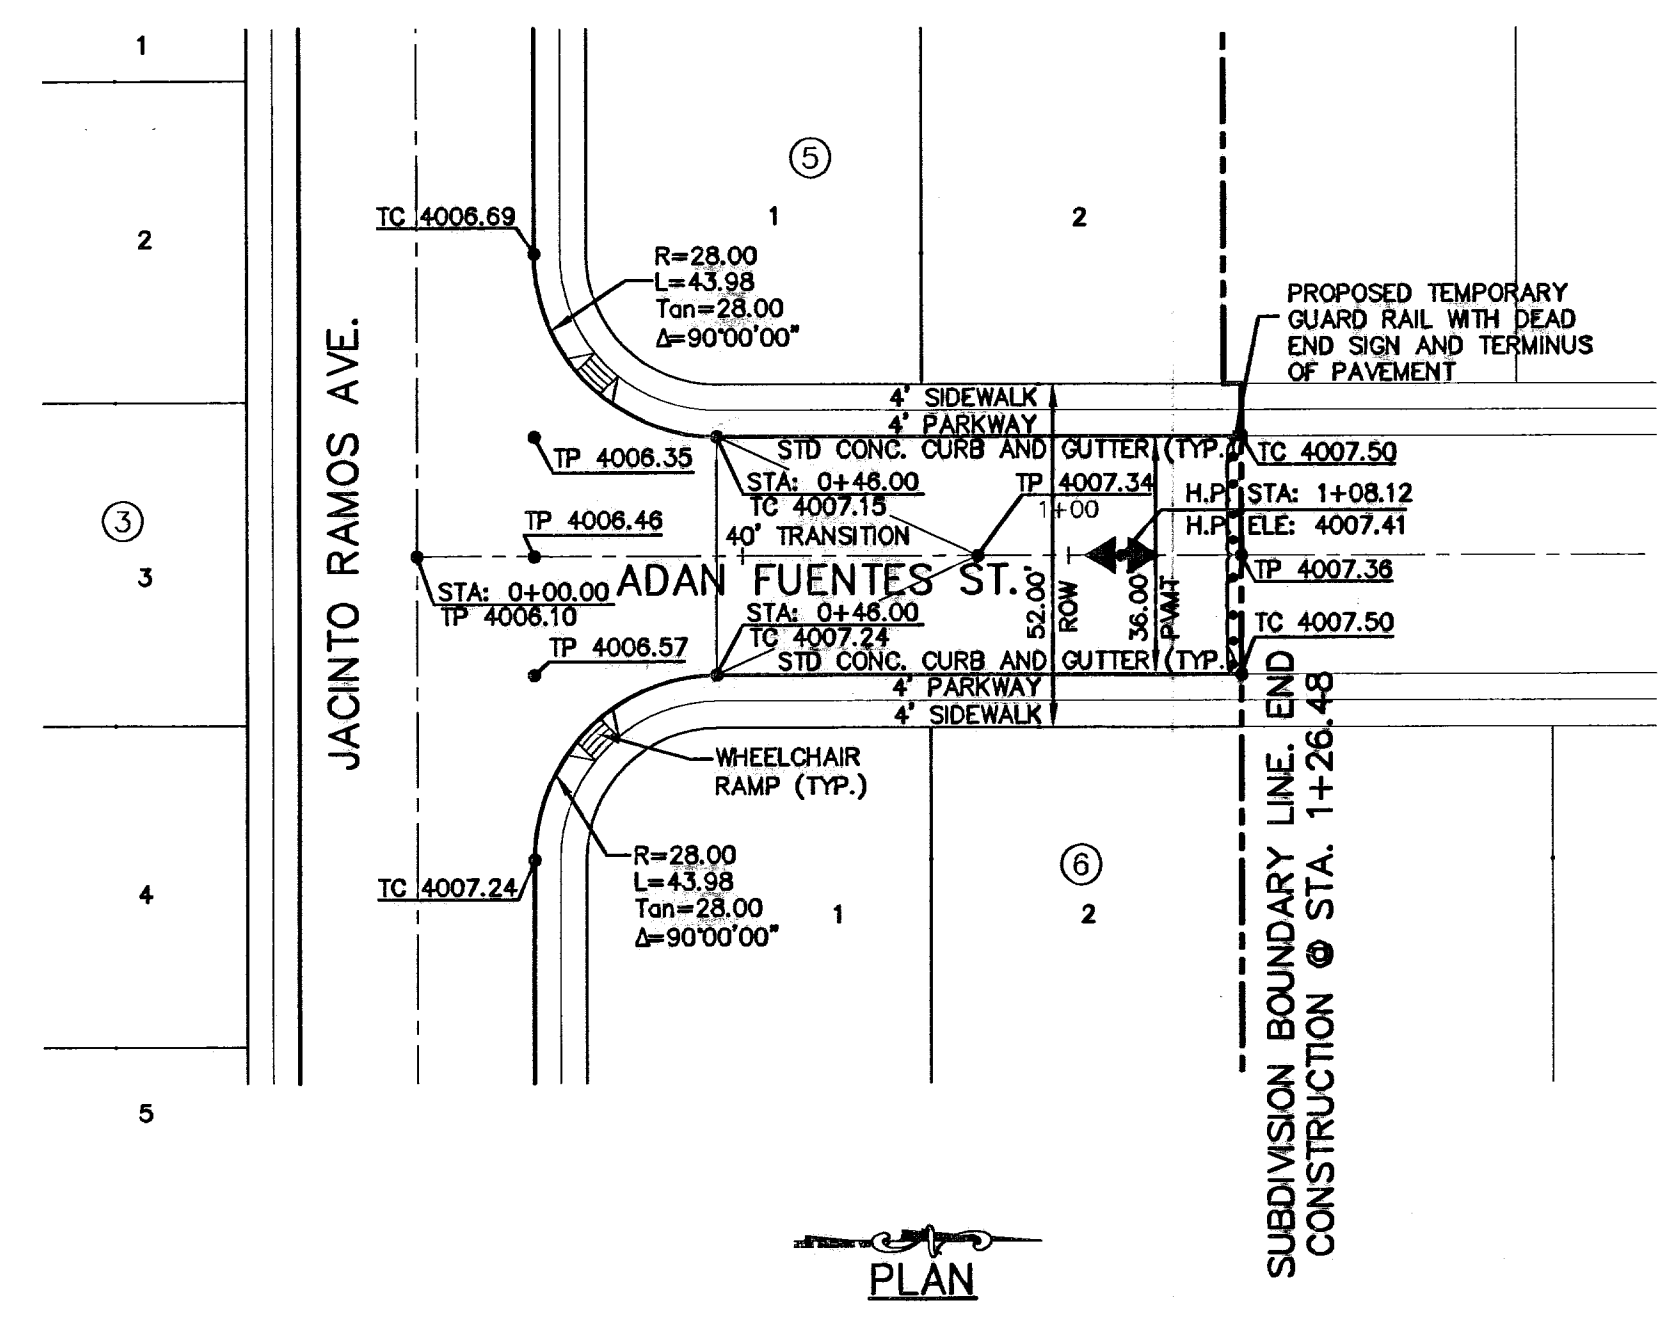 1
2
3
3
4
5
JACINTO RAMOS AVE.
5
1
2
TC 4006.69
R=28.00
L=43.98
Tan=28.00
Δ=90°00'00"
PROPOSED TEMPORARY
GUARD RAIL WITH DEAD
END SIGN AND TERMINUS
OF PAVEMENT
4' SIDEWALK
4' PARKWAY
STD CONC. CURB AND GUTTER (TYP.
TC 4007.50
TP 4006.35
STA: 0+46.00
TC 4007.15
TP 4007.34
1+00
H.P. STA: 1+08.12
H.P. ELE: 4007.41
TP 4006.46
40' TRANSITION
ADAN FUENTES ST.
STA: 0+00.00
TP 4006.10
52.00'
ROW
36.00'
PVMT
TP 4007.36
STA: 0+46.00
TC 4007.24
TC 4007.50
TP 4006.57
STD CONC. CURB AND GUTTER (TYP.
4' PARKWAY
4' SIDEWALK
WHEELCHAIR
RAMP (TYP.)
R=28.00
L=43.98
Tan=28.00
Δ=90°00'00"
TC 4007.24
6
1
2
SUBDIVISION BOUNDARY LINE. END
CONSTRUCTION @ STA. 1+26.48
PLAN